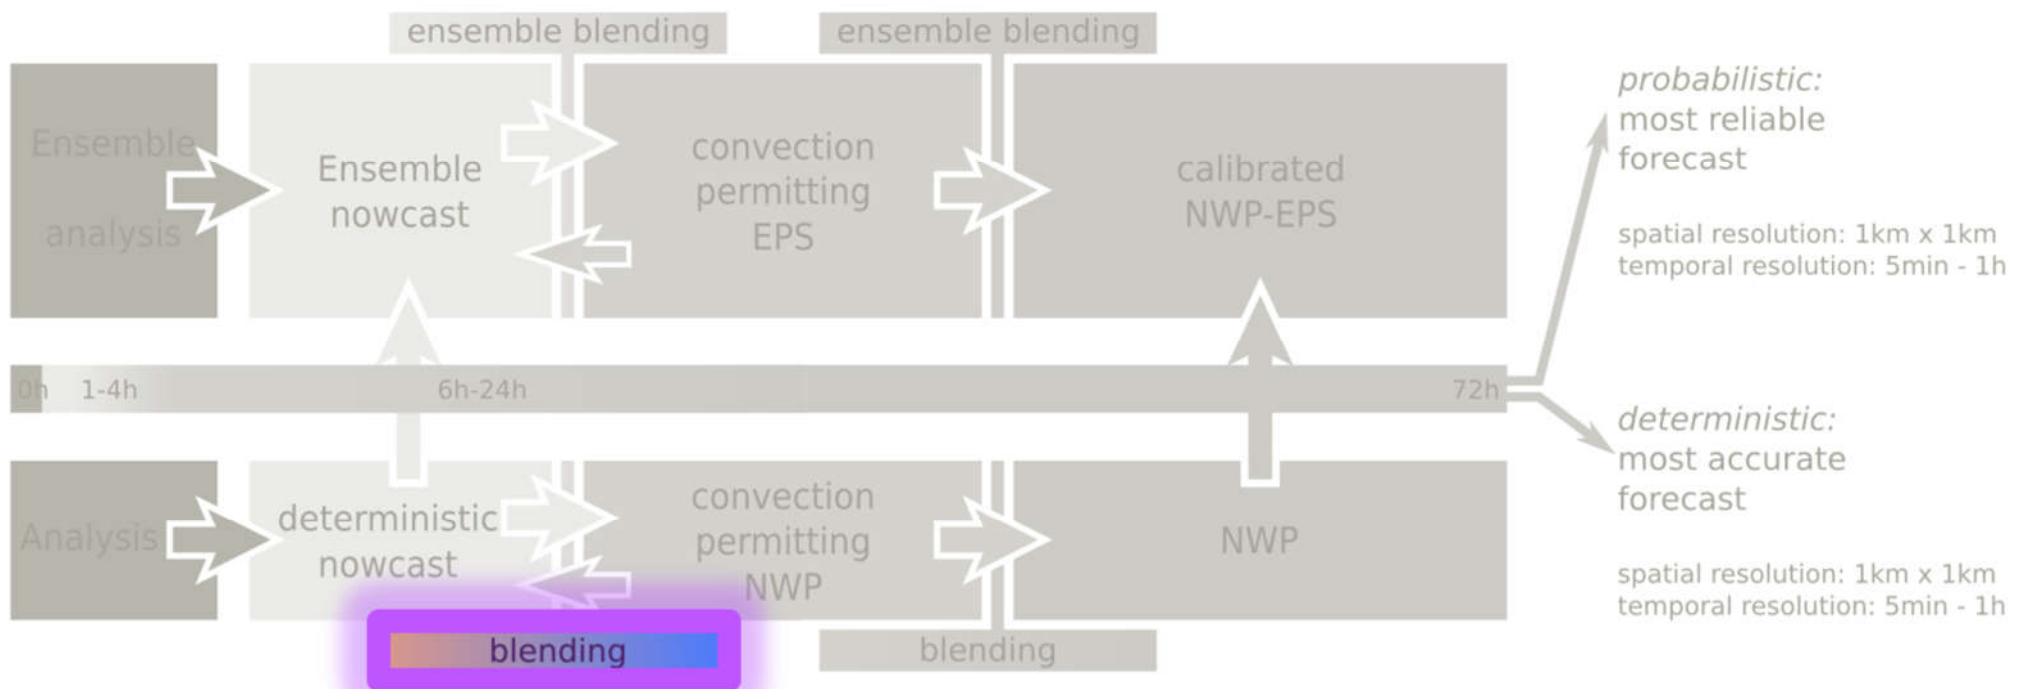 ensemble blending
ensemble blending
Ensemble
analysis
Ensemble
nowcast
convection
permitting
EPS
calibrated
NWP-EPS
probabilistic:
most reliable
forecast
spatial resolution: 1km x 1km
temporal resolution: 5min - 1h
0h 1-4h 6h-24h 72h
Analysis
deterministic
nowcast
convection
permitting
NWP
NWP
deterministic:
most accurate
forecast
spatial resolution: 1km x 1km
temporal resolution: 5min - 1h
blending
blending